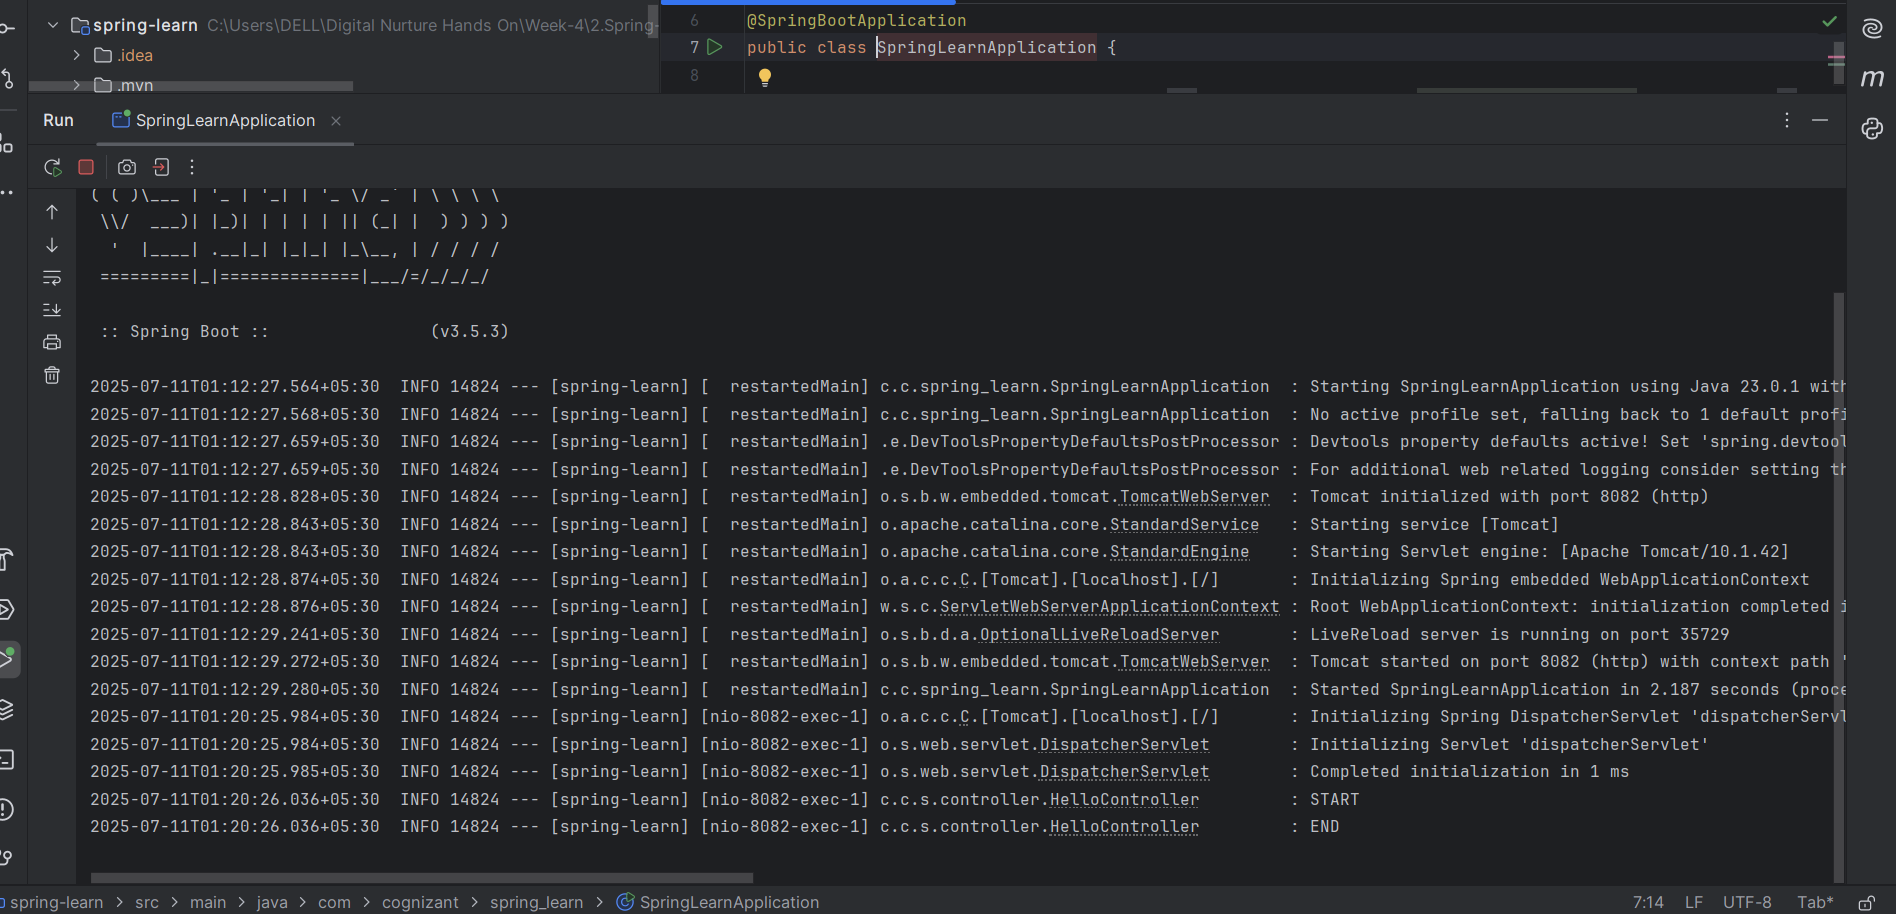 spring-learn C:\Users\DELL\Digital Nurture Hands On\Week-4\2.Spring-
.idea
.mvn
6 @SpringBootApplication
7 public class SpringLearnApplication {
8
Run SpringLearnApplication
( ( )\___ | '_ | '_| | '_ \/ _` | \ \ \ \
\\/  ___)| |_)| | | | | || (_| |  ) ) ) )
'  |____| .__|_| |_|_| |_\__, | / / / /
=========|_|==============|___/=/_/_/_/
:: Spring Boot :: (v3.5.3)
2025-07-11T01:12:27.564+05:30 INFO 14824 --- [spring-learn] [ restartedMain] c.c.spring_learn.SpringLearnApplication : Starting SpringLearnApplication using Java 23.0.1 with
2025-07-11T01:12:27.568+05:30 INFO 14824 --- [spring-learn] [ restartedMain] c.c.spring_learn.SpringLearnApplication : No active profile set, falling back to 1 default profi
2025-07-11T01:12:27.659+05:30 INFO 14824 --- [spring-learn] [ restartedMain] .e.DevToolsPropertyDefaultsPostProcessor : Devtools property defaults active! Set 'spring.devtool
2025-07-11T01:12:27.659+05:30 INFO 14824 --- [spring-learn] [ restartedMain] .e.DevToolsPropertyDefaultsPostProcessor : For additional web related logging consider setting th
2025-07-11T01:12:28.828+05:30 INFO 14824 --- [spring-learn] [ restartedMain] o.s.b.w.embedded.tomcat.TomcatWebServer : Tomcat initialized with port 8082 (http)
2025-07-11T01:12:28.843+05:30 INFO 14824 --- [spring-learn] [ restartedMain] o.apache.catalina.core.StandardService : Starting service [Tomcat]
2025-07-11T01:12:28.843+05:30 INFO 14824 --- [spring-learn] [ restartedMain] o.apache.catalina.core.StandardEngine : Starting Servlet engine: [Apache Tomcat/10.1.42]
2025-07-11T01:12:28.874+05:30 INFO 14824 --- [spring-learn] [ restartedMain] o.a.c.c.C.[Tomcat].[localhost].[/] : Initializing Spring embedded WebApplicationContext
2025-07-11T01:12:28.876+05:30 INFO 14824 --- [spring-learn] [ restartedMain] w.s.c.ServletWebServerApplicationContext : Root WebApplicationContext: initialization completed i
2025-07-11T01:12:29.241+05:30 INFO 14824 --- [spring-learn] [ restartedMain] o.s.b.d.a.OptionalLiveReloadServer : LiveReload server is running on port 35729
2025-07-11T01:12:29.272+05:30 INFO 14824 --- [spring-learn] [ restartedMain] o.s.b.w.embedded.tomcat.TomcatWebServer : Tomcat started on port 8082 (http) with context path '
2025-07-11T01:12:29.280+05:30 INFO 14824 --- [spring-learn] [ restartedMain] c.c.spring_learn.SpringLearnApplication : Started SpringLearnApplication in 2.187 seconds (proce
2025-07-11T01:20:25.984+05:30 INFO 14824 --- [spring-learn] [nio-8082-exec-1] o.a.c.c.C.[Tomcat].[localhost].[/] : Initializing Spring DispatcherServlet 'dispatcherServl
2025-07-11T01:20:25.984+05:30 INFO 14824 --- [spring-learn] [nio-8082-exec-1] o.s.web.servlet.DispatcherServlet : Initializing Servlet 'dispatcherServlet'
2025-07-11T01:20:25.985+05:30 INFO 14824 --- [spring-learn] [nio-8082-exec-1] o.s.web.servlet.DispatcherServlet : Completed initialization in 1 ms
2025-07-11T01:20:26.036+05:30 INFO 14824 --- [spring-learn] [nio-8082-exec-1] c.c.s.controller.HelloController : START
2025-07-11T01:20:26.036+05:30 INFO 14824 --- [spring-learn] [nio-8082-exec-1] c.c.s.controller.HelloController : END
spring-learn > src > main > java > com > cognizant > spring_learn > SpringLearnApplication 7:14 LF UTF-8 Tab*